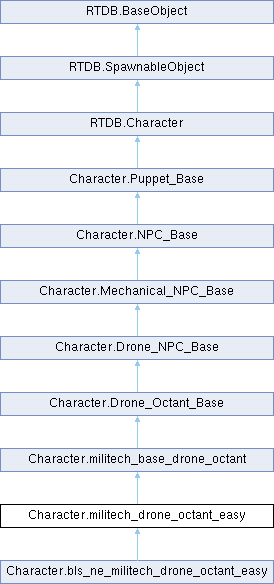 RTDB.BaseObject
RTDB.SpawnableObject
RTDB.Character
Character.Puppet_Base
Character.NPC_Base
Character.Mechanical_NPC_Base
Character.Drone_NPC_Base
Character.Drone_Octant_Base
Character.militech_base_drone_octant
Character.militech_drone_octant_easy
Character.bls_ne_militech_drone_octant_easy